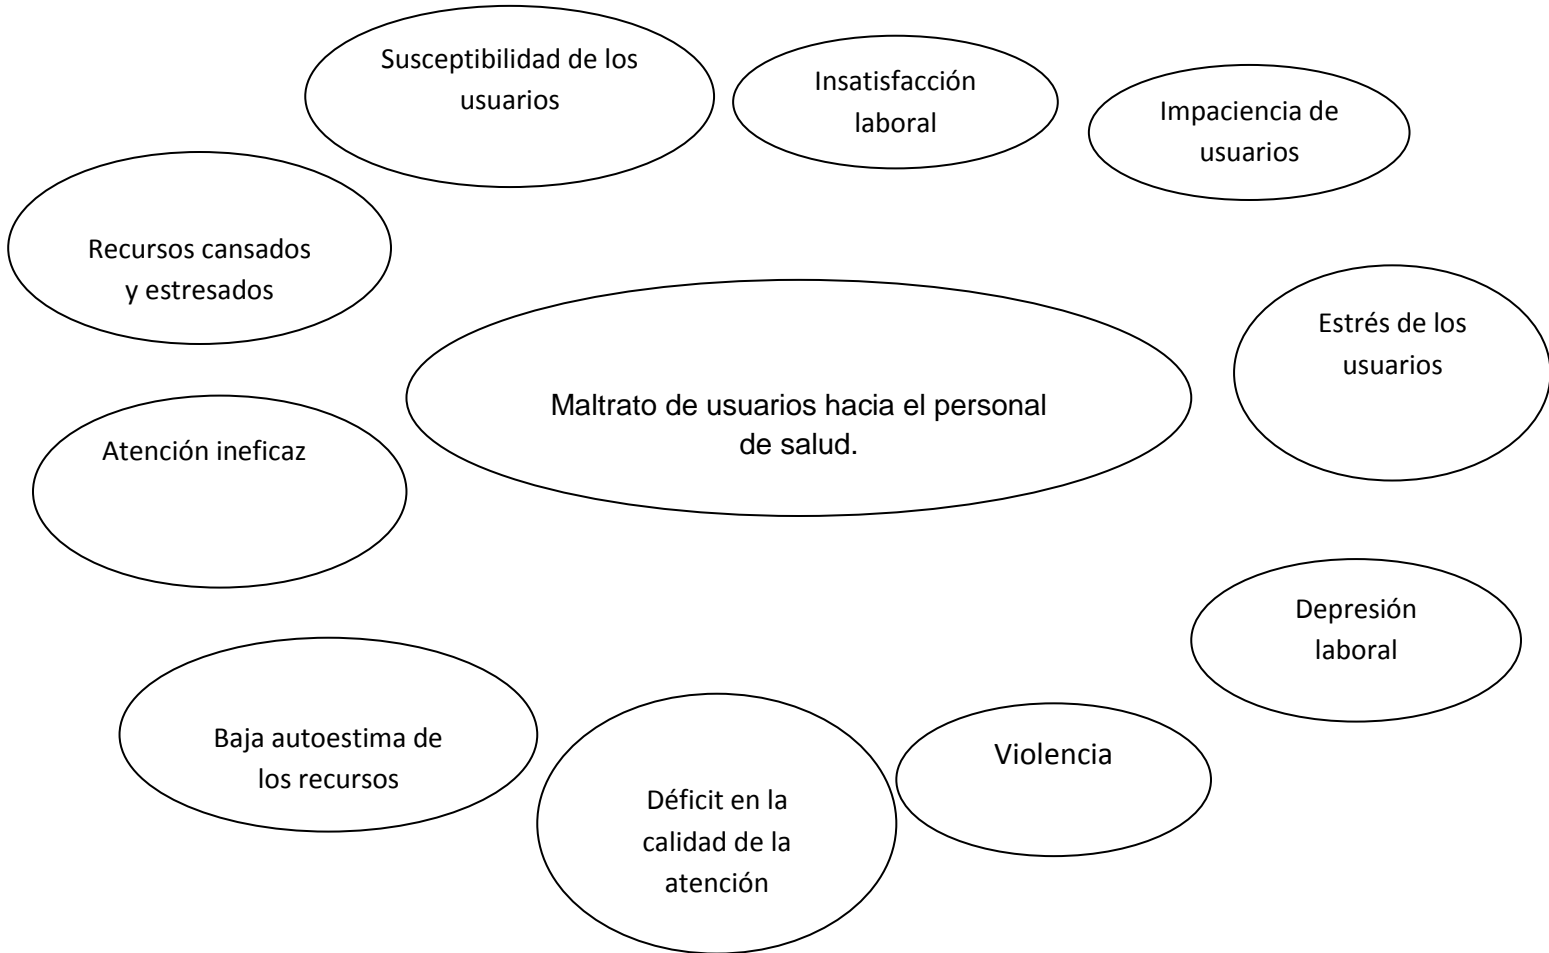 Susceptibilidad de los
usuarios
Insatisfacción
laboral
Impaciencia de
usuarios
Recursos cansados
y estresados
Estrés de los
usuarios
Maltrato de usuarios hacia el personal
de salud.
Atención ineficaz
Depresión
laboral
Baja autoestima de
los recursos
Violencia
Déficit en la
calidad de la
atención